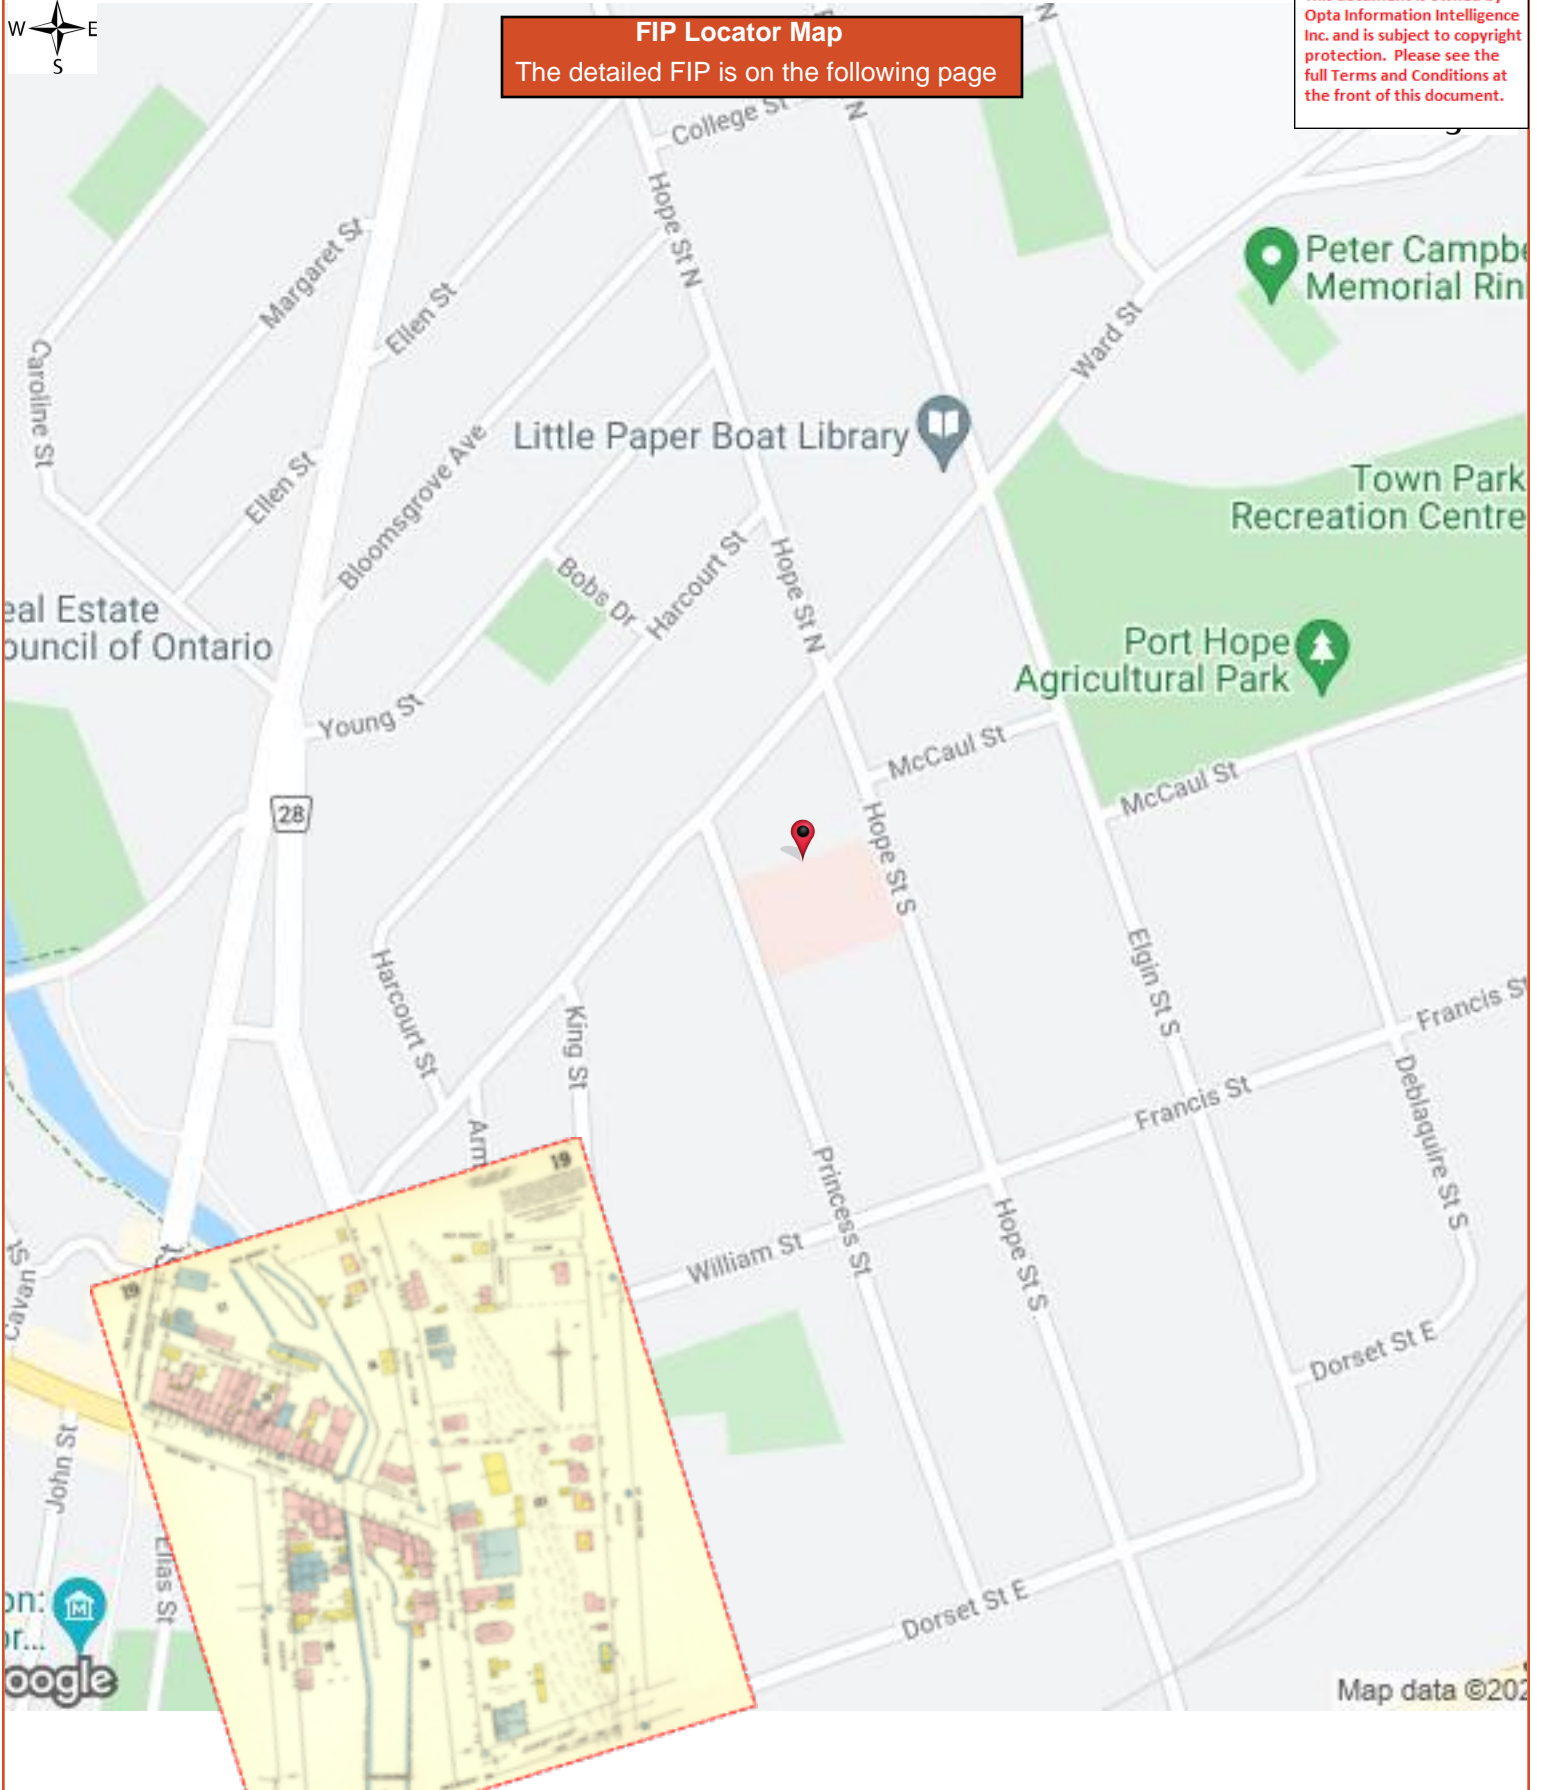 W
E
S
FIP Locator Map
The detailed FIP is on the following page
Opta Information Intelligence
Inc. and is subject to copyright
protection. Please see the
full Terms and Conditions at
the front of this document.
N
N
College St
Hope St N
Margaret St
Ellen St
Peter Campbe
Memorial Rin
Ward St
Caroline St
Little Paper Boat Library
Bloomsgrove Ave
Ellen St
Town Park
Recreation Centre
Harcourt St
Hope St N
Bobs Dr
eal Estate
ouncil of Ontario
Port Hope
Agricultural Park
Young St
McCaul St
McCaul St
28
Hope St S
Harcourt St
Elgin St S
King St
Francis St
Francis St
Deblaquire St S
Arm
19
Princess St
William St
Hope St S
Cavan
19
Dorset St E
John St
Elias St
Dorset St E
on:
or...
oogle
Map data ©202